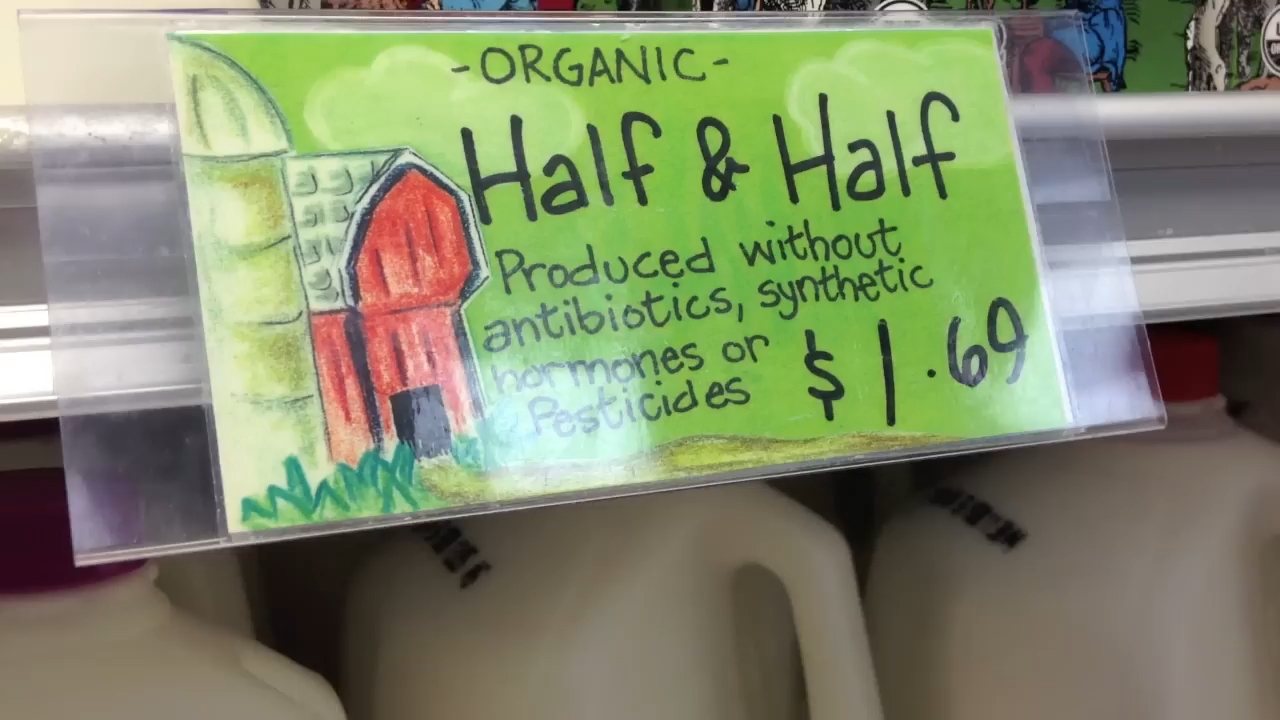 -ORGANIC-
Half & Half
Produced without
antibiotics, synthetic
hormones or
Pesticides
$1.69